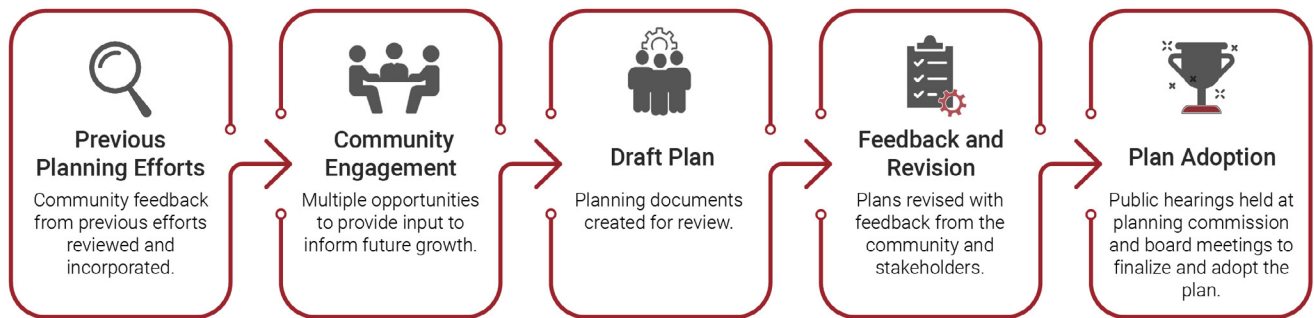 Previous
Planning Efforts
Community feedback
from previous efforts
reviewed and
incorporated.
Community
Engagement
Multiple opportunities
to provide input to
inform future growth.
Draft Plan
Planning documents
created for review.
Feedback and
Revision
Plans revised with
feedback from the
community and
stakeholders.
Plan Adoption
Public hearings held at
planning commission
and board meetings to
finalize and adopt the
plan.